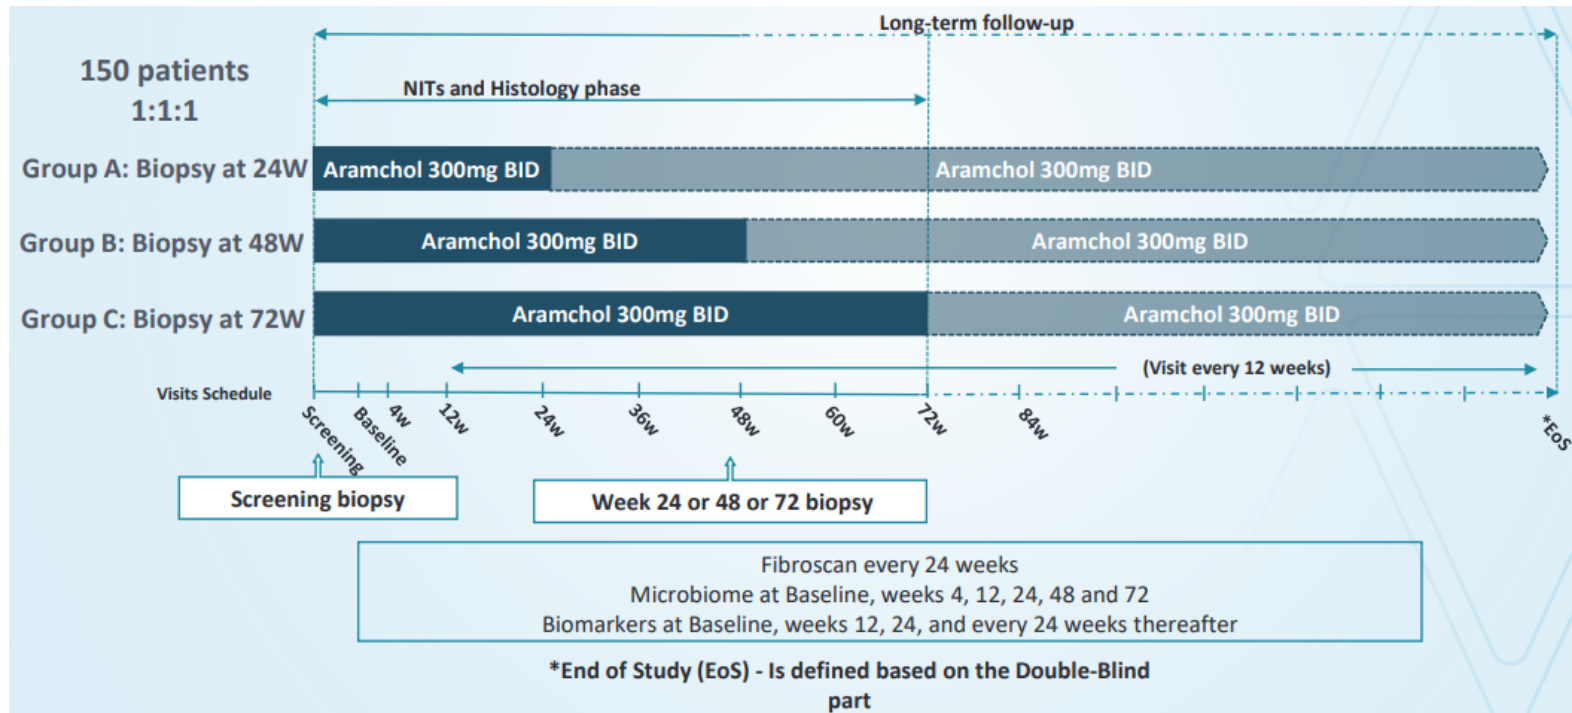 Long-term follow-up
150 patients
1:1:1
NITs and Histology phase
Group A: Biopsy at 24W
Aramchol 300mg BID
Aramchol 300mg BID
Group B: Biopsy at 48W
Aramchol 300mg BID
Aramchol 300mg BID
Group C: Biopsy at 72W
Aramchol 300mg BID
Aramchol 300mg BID
(Visit every 12 weeks)
Visits Schedule
Screening
Baseline
4w
12w
24w
36w
48w
60w
72w
84w
*EoS
Screening biopsy
Week 24 or 48 or 72 biopsy
Fibroscan every 24 weeks
Microbiome at Baseline, weeks 4, 12, 24, 48 and 72
Biomarkers at Baseline, weeks 12, 24, and every 24 weeks thereafter
*End of Study (EoS) - Is defined based on the Double-Blind
part